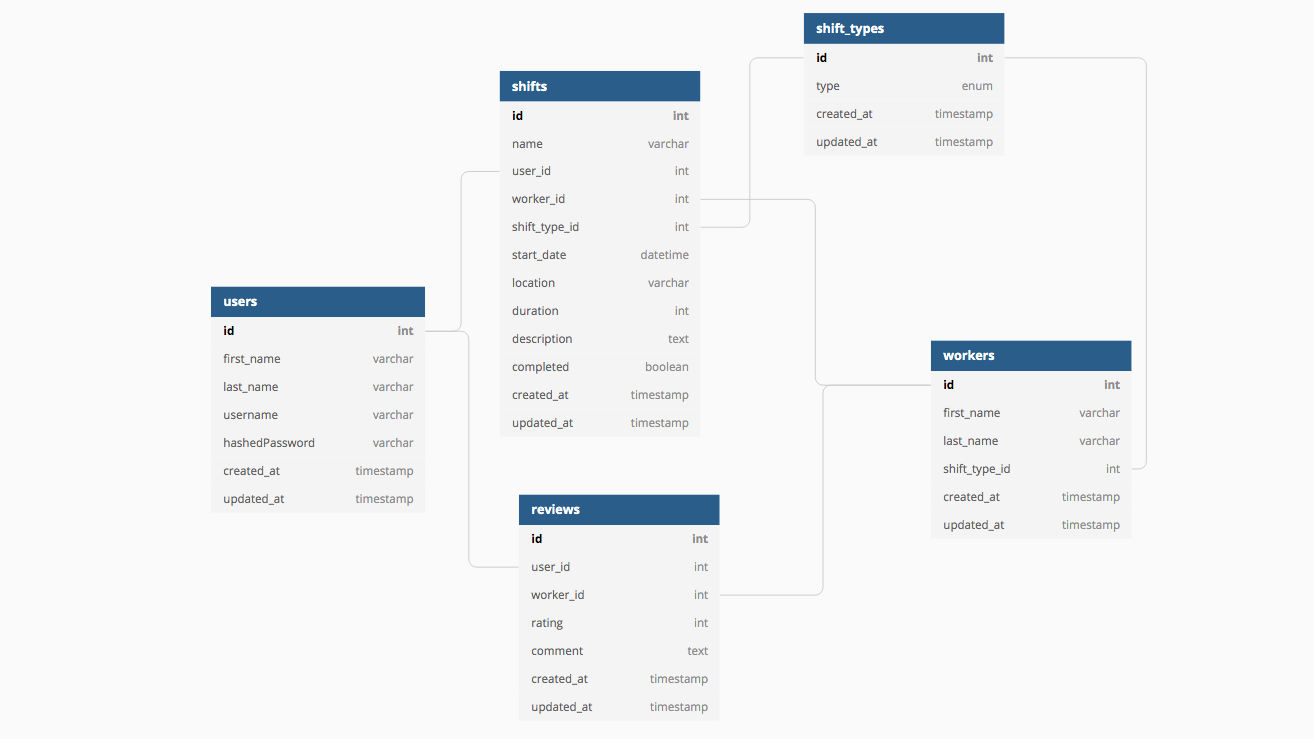 shift_types
id int
type enum
created_at timestamp
updated_at timestamp
shifts
id int
name varchar
user_id int
worker_id int
shift_type_id int
start_date datetime
location varchar
duration int
description text
completed boolean
created_at timestamp
updated_at timestamp
users
id int
first_name varchar
last_name varchar
username varchar
hashedPassword varchar
created_at timestamp
updated_at timestamp
workers
id int
first_name varchar
last_name varchar
shift_type_id int
created_at timestamp
updated_at timestamp
reviews
id int
user_id int
worker_id int
rating int
comment text
created_at timestamp
updated_at timestamp